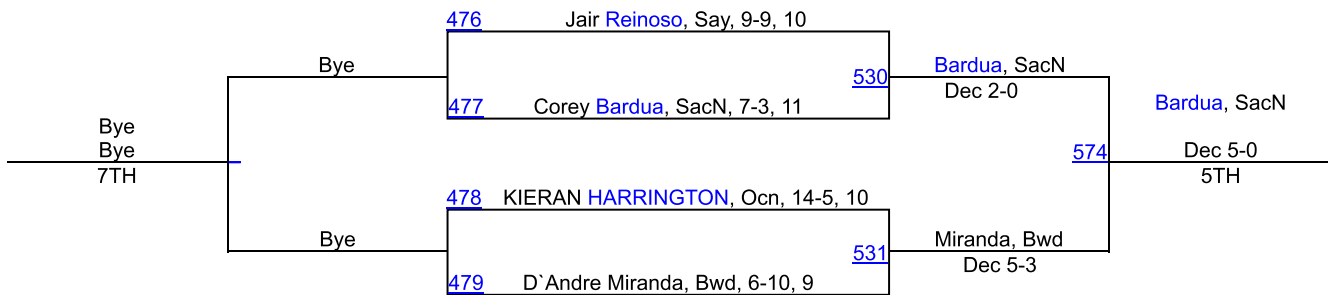 476
Jair Reinoso, Say, 9-9, 10
Bye
530
Bardua, SacN
Dec 2-0
477
Corey Bardua, SacN, 7-3, 11
Bardua, SacN
Bye
Bye
7TH
574
Dec 5-0
5TH
478
KIERAN HARRINGTON, Ocn, 14-5, 10
Bye
531
Miranda, Bwd
Dec 5-3
479
D`Andre Miranda, Bwd, 6-10, 9